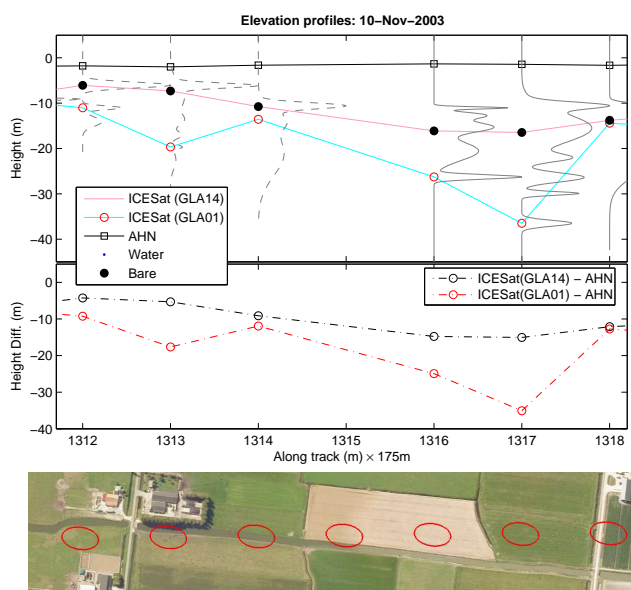 Elevation profiles: 10−Nov−2003
5
0
−10
−20
−30
−40
Height (m)
ICESat (GLA14)
ICESat (GLA01)
AHN
Water
Bare
0
−10
−20
−30
−40
Height Diff. (m)
ICESat(GLA14) − AHN
ICESat(GLA01) − AHN
1312 1313 1314 1315 1316 1317 1318
Along track (m) × 175m